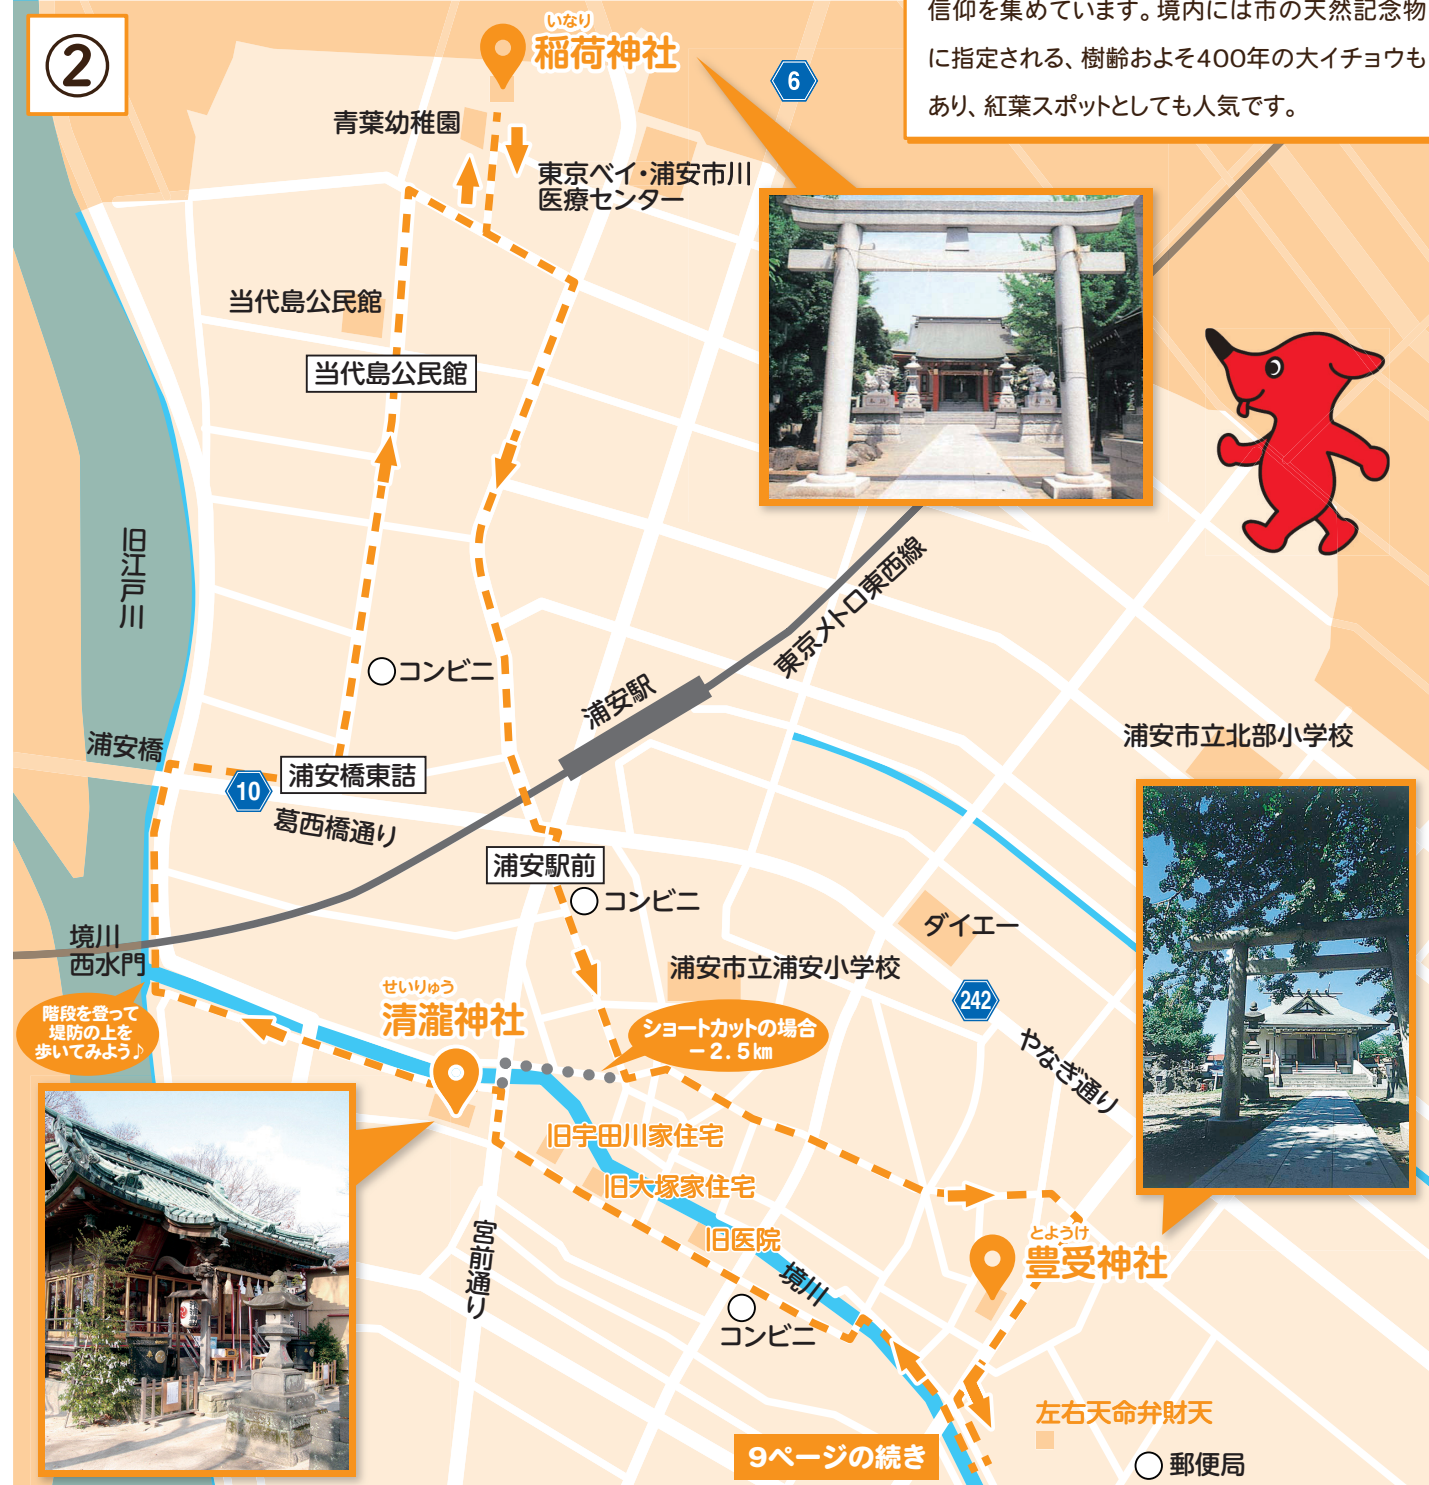 ②
信仰を集めています。境内には市の天然記念物
に指定される、樹齢およそ400年の大イチョウも
あり、紅葉スポットとしても人気です。
いなり
稲荷神社
6
青葉幼稚園
東京ベイ・浦安市川
医療センター
当代島公民館
当代島公民館
旧江戸川
コンビニ
東京メトロ東西線
浦安駅
浦安橋
浦安市立北部小学校
浦安橋東詰
10
葛西橋通り
浦安駅前
コンビニ
ダイエー
境川
西水門
浦安市立浦安小学校
せいりゅう
清瀧神社
242
階段を登って
堤防の上を
歩いてみよう♪
ショートカットの場合
－2.5㎞
やなぎ通り
旧宇田川家住宅
旧大塚家住宅
旧医院
宮前通り
とようけ
豊受神社
境川
コンビニ
左右天命弁財天
9ページの続き
郵便局